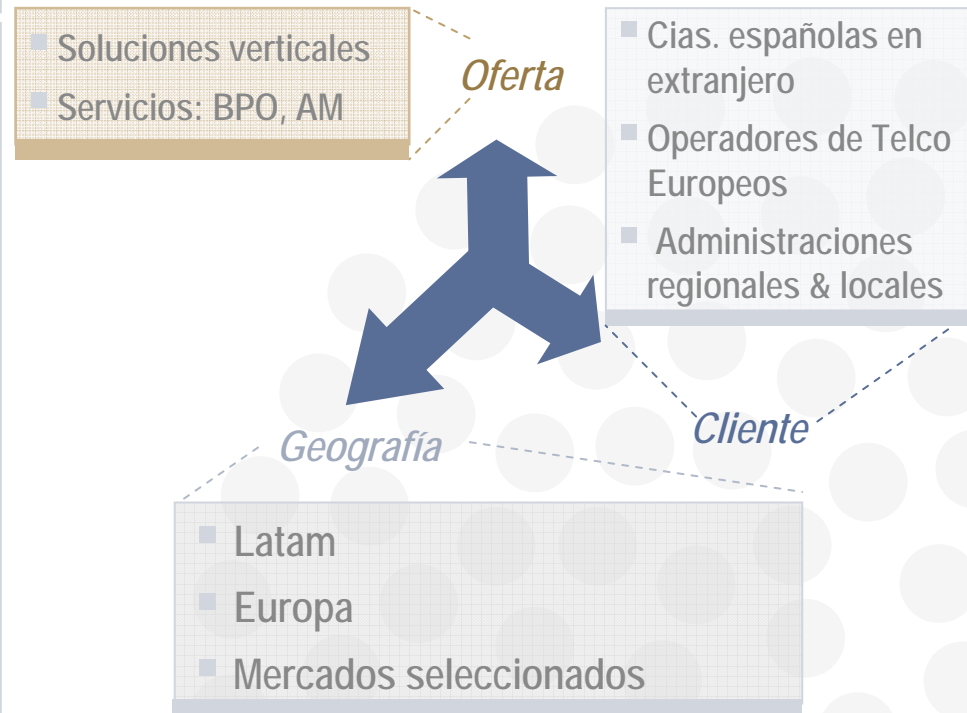 Soluciones verticales
Servicios: BPO, AM
Oferta
Cias. españolas en
extranjero
Operadores de Telco
Europeos
Administraciones
regionales & locales
Cliente
Geografía
Latam
Europa
Mercados seleccionados